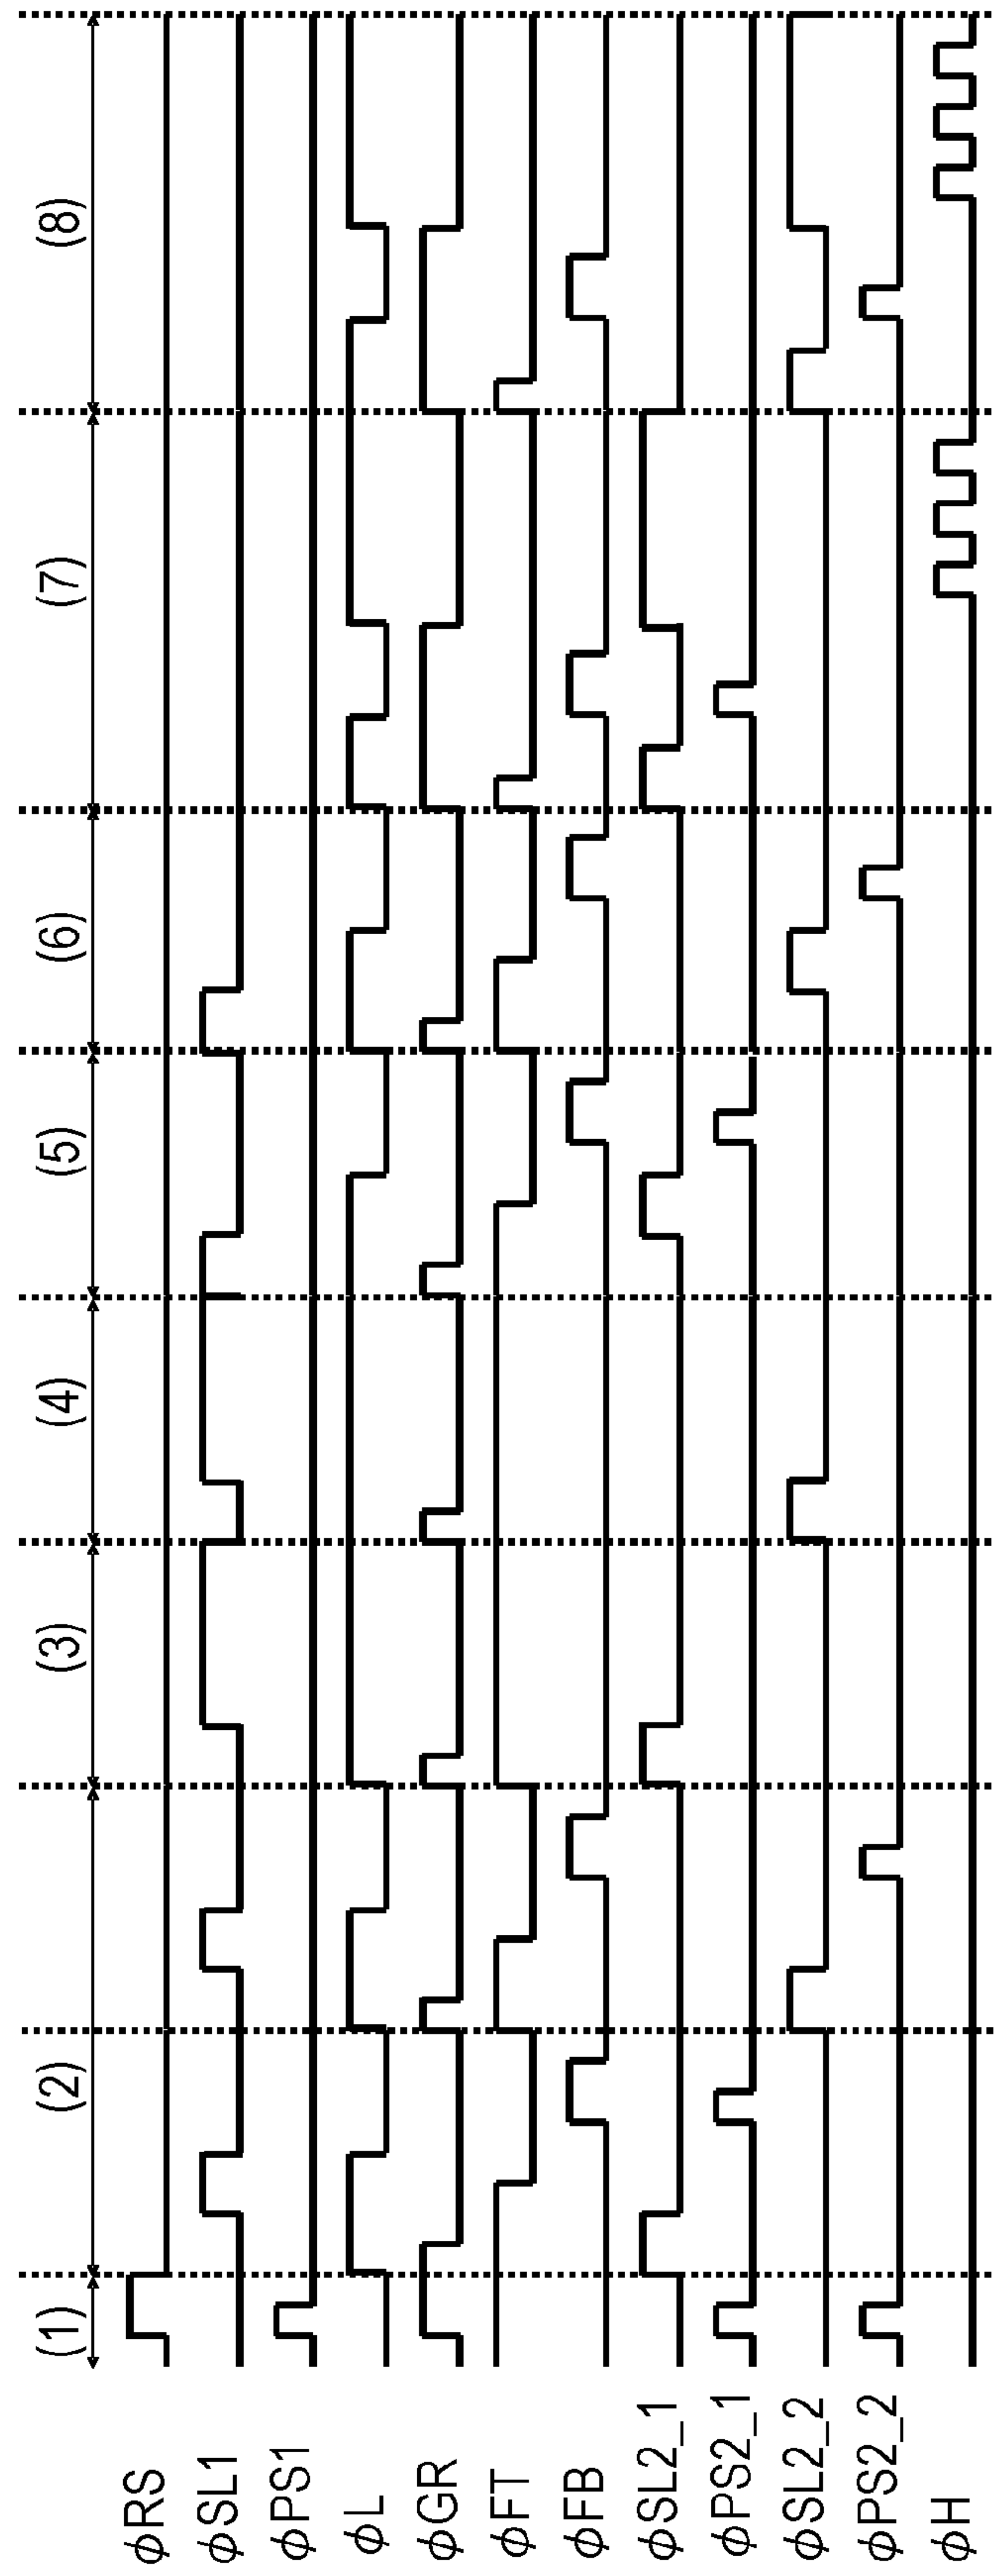 (1) (2) (3) (4) (5) (6) (7) (8)
ϕRS
ϕSL1
ϕPS1
ϕL
ϕGR
ϕFT
ϕFB
ϕSL2_1
ϕPS2_1
ϕSL2_2
ϕPS2_2
ϕH